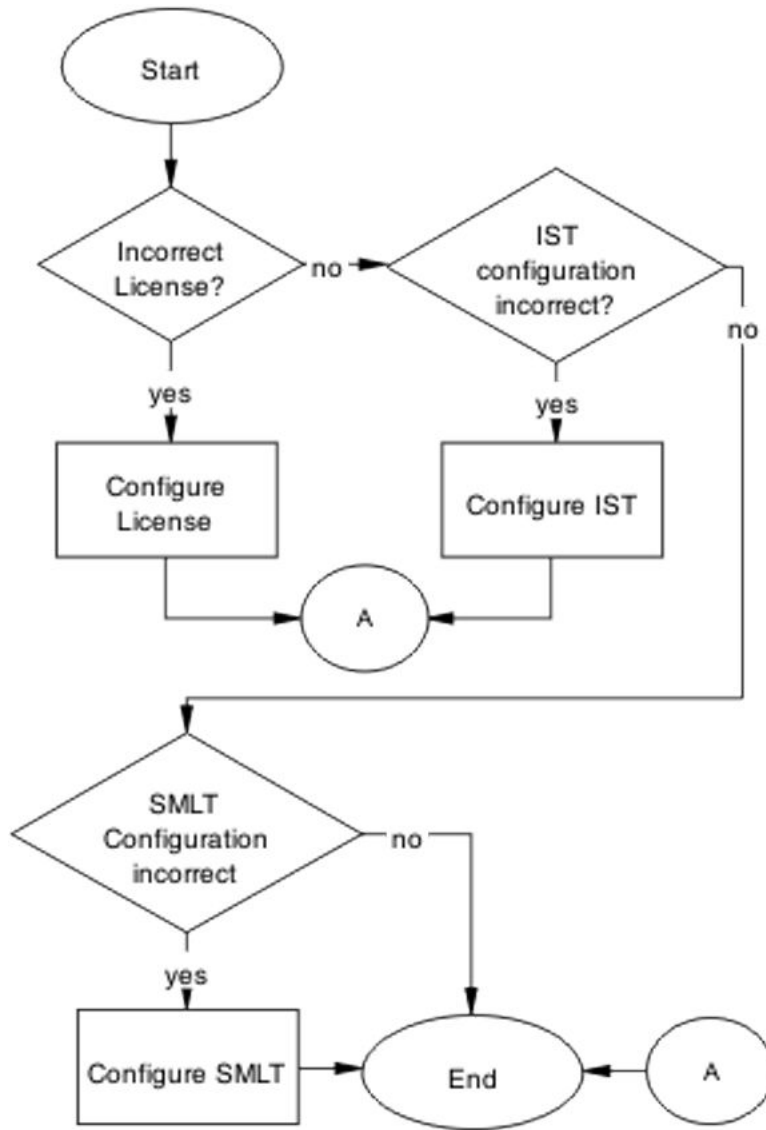 Start
Incorrect
License?
no
IST
configuration
incorrect?
no
yes
yes
Configure
License
Configure IST
A
SMLT
Configuration
incorrect
no
yes
Configure SMLT
End
A